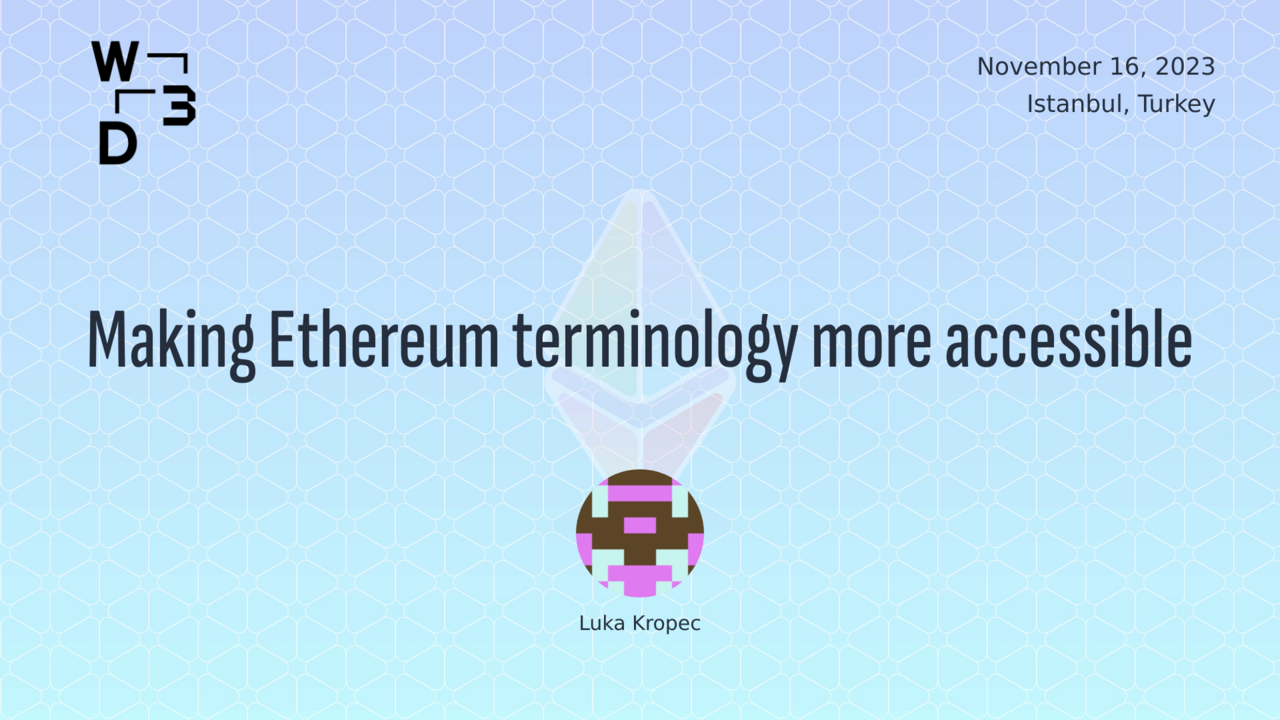 W
3
D
November 16, 2023
Istanbul, Turkey
Making Ethereum terminology more accessible
Luka Kropec